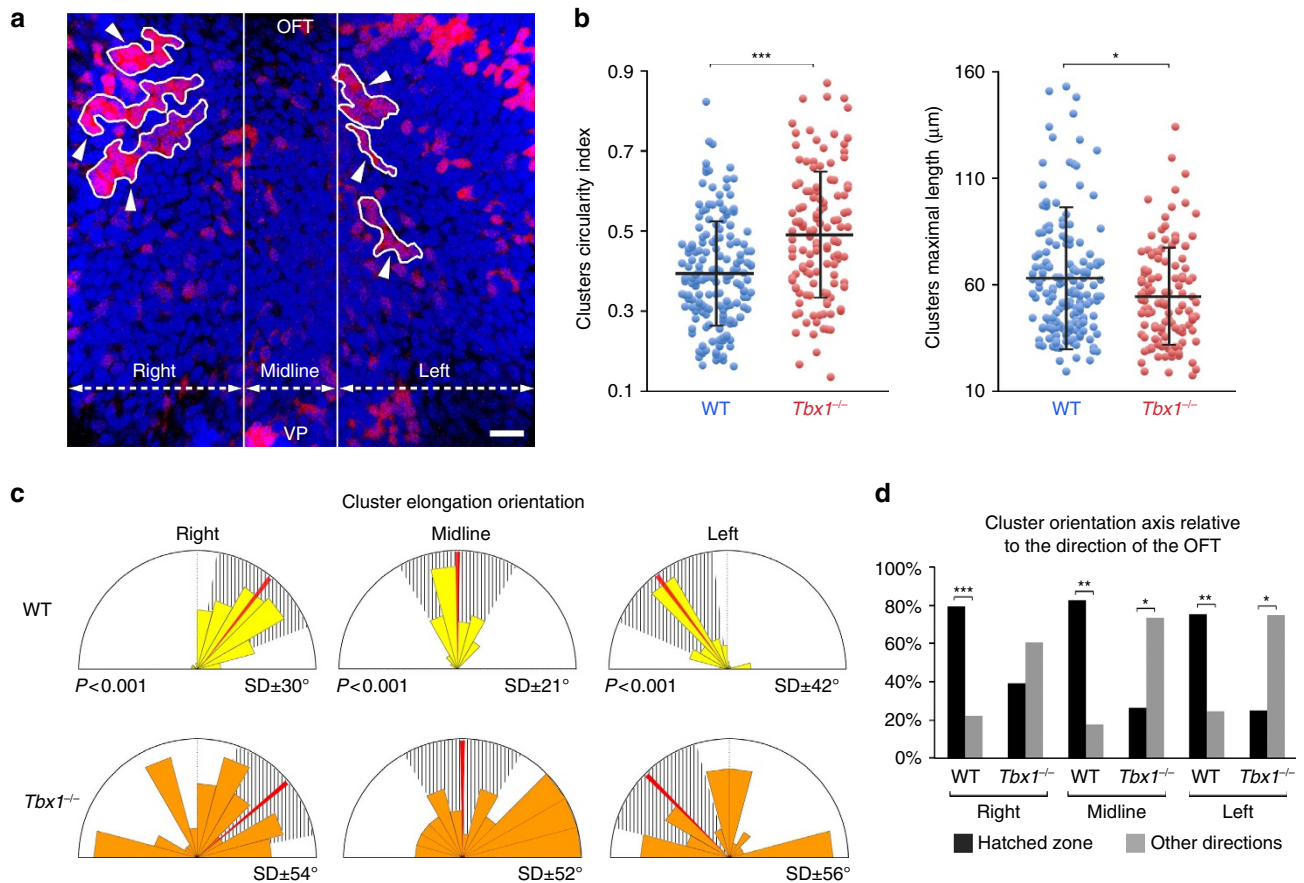 a
OFT
Right
Midline
Left
VP
b
***
0.9
0.7
0.5
0.3
0.1
Clusters circularity index
WT
Tbx1–/–
*
160
110
60
10
Clusters maximal length (μm)
WT
Tbx1–/–
c
Cluster elongation orientation
Right
Midline
Left
WT
P<0.001
SD±30°
P<0.001
SD±21°
P<0.001
SD±42°
Tbx1–/–
SD±54°
SD±52°
SD±56°
d
Cluster orientation axis relative
to the direction of the OFT
100%
80%
60%
40%
20%
0%
***
**
*
**
*
WT
Tbx1–/–
WT
Tbx1–/–
WT
Tbx1–/–
Right
Midline
Left
Hatched zone
Other directions